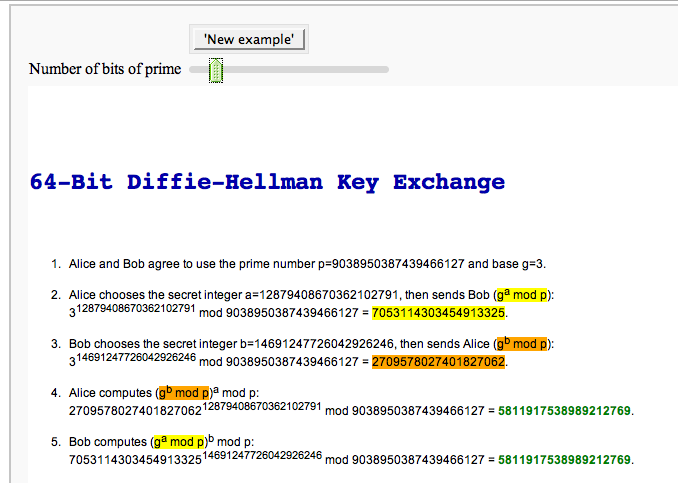 'New example'
Number of bits of prime
64-Bit Diffie-Hellman Key Exchange
1. Alice and Bob agree to use the prime number p=9038950387439466127 and base g=3.
2. Alice chooses the secret integer a=12879408670362102791, then sends Bob (g^a mod p):
3^12879408670362102791 mod 9038950387439466127 = 7053114303454913325.
3. Bob chooses the secret integer b=14691247726042926246, then sends Alice (g^b mod p):
3^14691247726042926246 mod 9038950387439466127 = 2709578027401827062.
4. Alice computes (g^b mod p)^a mod p:
2709578027401827062^12879408670362102791 mod 9038950387439466127 = 5811917538989212769.
5. Bob computes (g^a mod p)^b mod p:
7053114303454913325^14691247726042926246 mod 9038950387439466127 = 5811917538989212769.